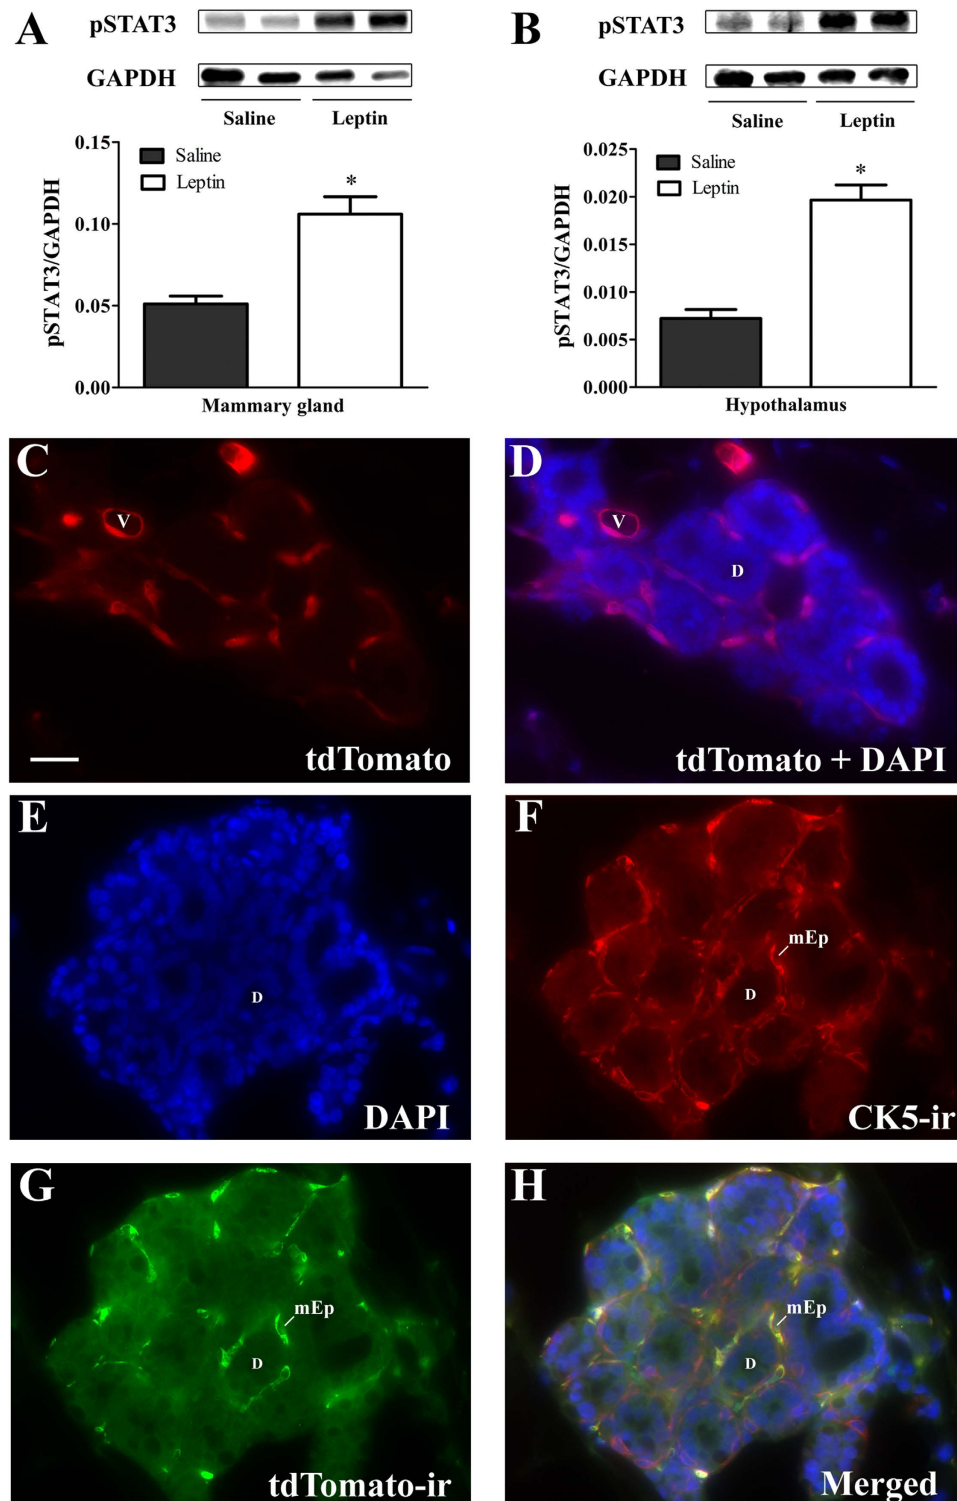 A
pSTAT3
GAPDH
Saline Leptin
0.15
0.10
0.05
0.00
pSTAT3/GAPDH
Saline
Leptin
*
Mammary gland
B
pSTAT3
GAPDH
Saline Leptin
0.025
0.020
0.015
0.010
0.005
0.000
pSTAT3/GAPDH
Saline
Leptin
*
Hypothalamus
C
V
tdTomato
D
V
D
tdTomato + DAPI
E
D
DAPI
F
mEp
D
CK5-ir
G
mEp
D
tdTomato-ir
H
mEp
D
Merged